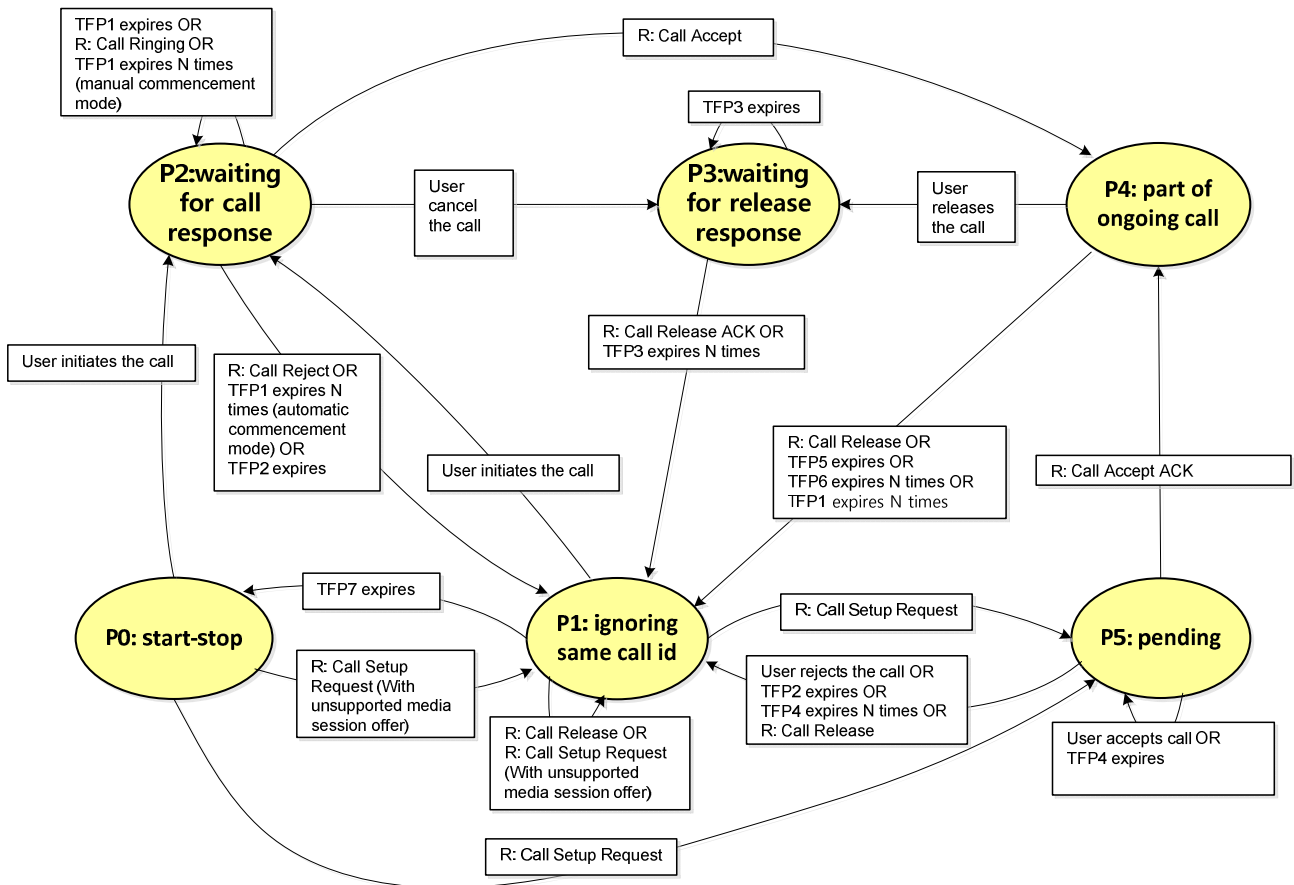 TFP1 expires OR
R: Call Ringing OR
TFP1 expires N times
(manual commencement
mode)
R: Call Accept
TFP3 expires
P2:waiting
for call
response
User
cancel
the call
P3:waiting
for release
response
User
releases
the call
P4: part of
ongoing call
User initiates the call
R: Call Reject OR
TFP1 expires N
times (automatic
commencement
mode) OR
TFP2 expires
R: Call Release ACK OR
TFP3 expires N times
User initiates the call
R: Call Release OR
TFP5 expires OR
TFP6 expires N times OR
TFP1 expires N times
R: Call Accept ACK
TFP7 expires
P0: start-stop
P1: ignoring
same call id
R: Call Setup Request
P5: pending
R: Call Setup
Request (With
unsupported media
session offer)
User rejects the call OR
TFP2 expires OR
TFP4 expires N times OR
R: Call Release
R: Call Release OR
R: Call Setup Request
(With unsupported
media session offer)
User accepts call OR
TFP4 expires
R: Call Setup Request